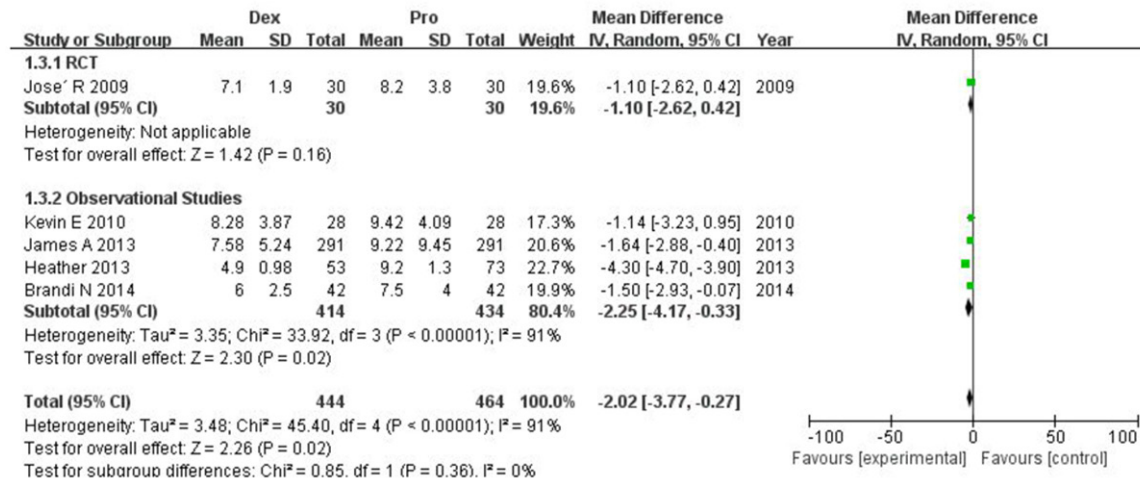 Dex Pro Mean Difference Mean Difference
Study or Subgroup Mean SD Total Mean SD Total Weight IV, Random, 95% CI Year IV, Random, 95% CI
1.3.1 RCT
Jose´ R 2009 7.1 1.9 30 8.2 3.8 30 19.6% -1.10 [-2.62, 0.42] 2009
Subtotal (95% CI) 30 30 19.6% -1.10 [-2.62, 0.42]
Heterogeneity: Not applicable
Test for overall effect: Z = 1.42 (P = 0.16)
1.3.2 Observational Studies
Kevin E 2010 8.28 3.87 28 9.42 4.09 28 17.3% -1.14 [-3.23, 0.95] 2010
James A 2013 7.58 5.24 291 9.22 9.45 291 20.6% -1.64 [-2.88, -0.40] 2013
Heather 2013 4.9 0.98 53 9.2 1.3 73 22.7% -4.30 [-4.70, -3.90] 2013
Brandi N 2014 6 2.5 42 7.5 4 42 19.9% -1.50 [-2.93, -0.07] 2014
Subtotal (95% CI) 414 434 80.4% -2.25 [-4.17, -0.33]
Heterogeneity: Tau² = 3.35; Chi² = 33.92, df = 3 (P < 0.00001); I² = 91%
Test for overall effect: Z = 2.30 (P = 0.02)
Total (95% CI) 444 464 100.0% -2.02 [-3.77, -0.27]
Heterogeneity: Tau² = 3.48; Chi² = 45.40, df = 4 (P < 0.00001); I² = 91%
Test for overall effect: Z = 2.26 (P = 0.02)
Test for subgroup differences: Chi² = 0.85, df = 1 (P = 0.36), I² = 0%
-100 -50 0 50 100
Favours [experimental] Favours [control]